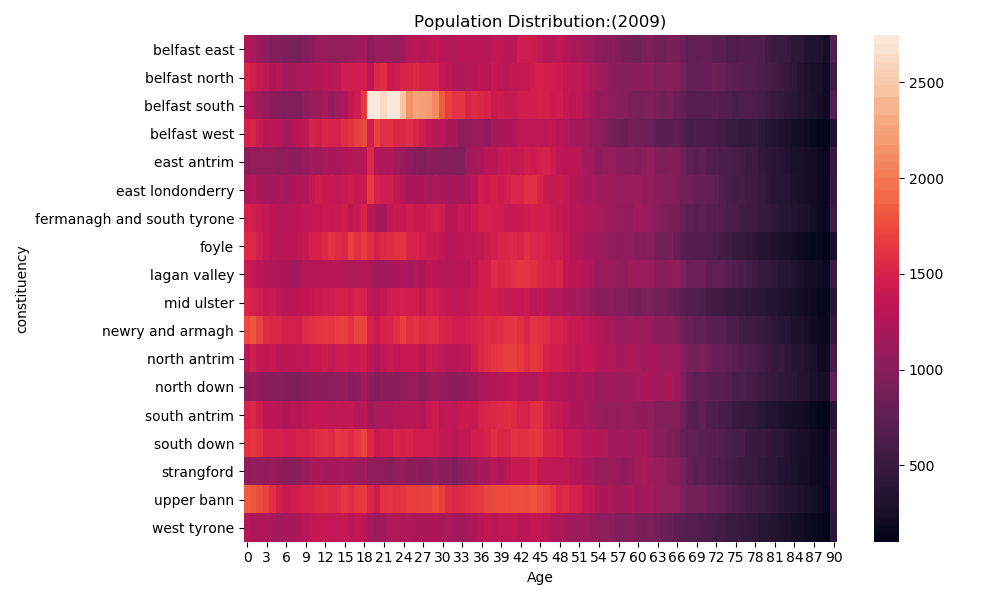 Population Distribution:(2009)
constituency
belfast east
belfast north
belfast south
belfast west
east antrim
east londonderry
fermanagh and south tyrone
foyle
lagan valley
mid ulster
newry and armagh
north antrim
north down
south antrim
south down
strangford
upper bann
west tyrone
0 3 6 9 12 15 18 21 24 27 30 33 36 39 42 45 48 51 54 57 60 63 66 69 72 75 78 81 84 87 90
Age
2500
2000
1500
1000
500